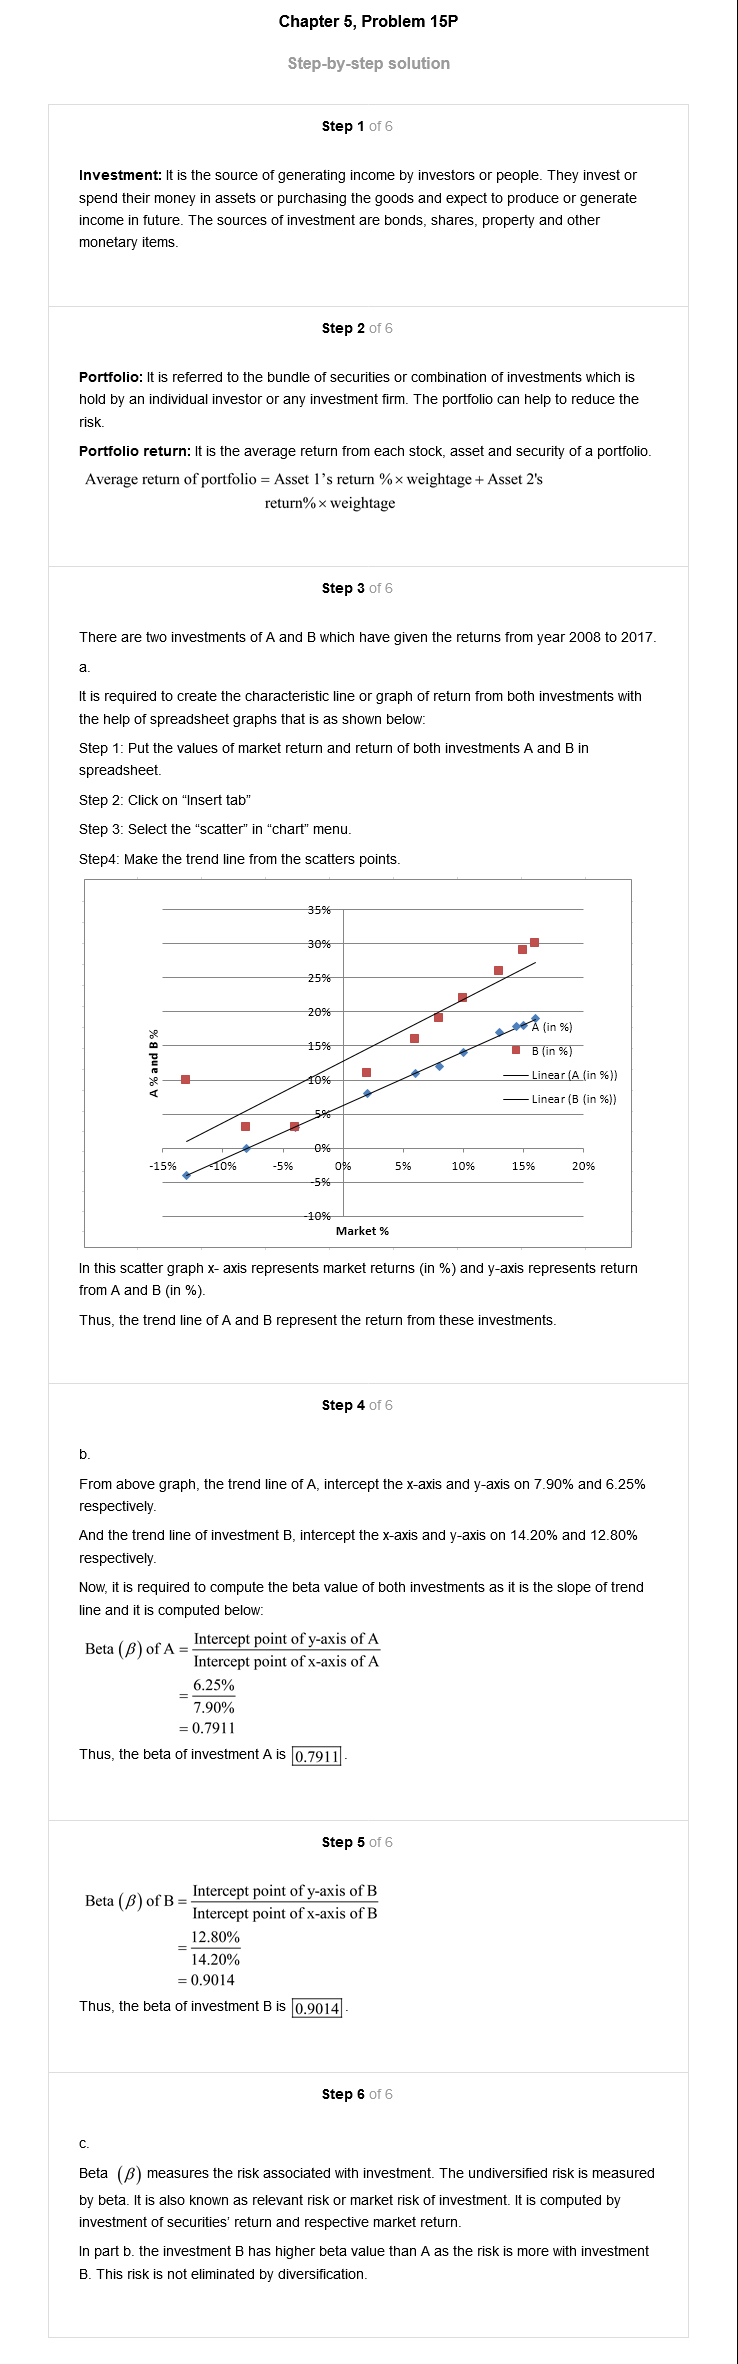 Chapter 5, Problem 15P
Step-by-step solution
Step 1 of 6
Investment: It is the source of generating income by investors or people. They invest or
spend their money in assets or purchasing the goods and expect to produce or generate
income in future. The sources of investment are bonds, shares, property and other
monetary items.
Step 2 of 6
Portfolio: It is referred to the bundle of securities or combination of investments which is
hold by an individual investor or any investment firm. The portfolio can help to reduce the
risk.
Portfolio return: It is the average return from each stock, asset and security of a portfolio.
Average return of portfolio = Asset 1's return % × weightage + Asset 2's
return% × weightage
Step 3 of 6
There are two investments of A and B which have given the returns from year 2008 to 2017.
a.
It is required to create the characteristic line or graph of return from both investments with
the help of spreadsheet graphs that is as shown below:
Step 1: Put the values of market return and return of both investments A and B in
spreadsheet.
Step 2: Click on “Insert tab”
Step 3: Select the “scatter” in “chart” menu.
Step4: Make the trend line from the scatters points.
35%
30%
25%
20%
15%
10%
5%
0%
-5%
-10%
A % and B %
-15% -10% -5% 0% 5% 10% 15% 20%
Market %
A (in %)
B (in %)
Linear (A (in %))
Linear (B (in %))
In this scatter graph x- axis represents market returns (in %) and y-axis represents return
from A and B (in %).
Thus, the trend line of A and B represent the return from these investments.
Step 4 of 6
b.
From above graph, the trend line of A, intercept the x-axis and y-axis on 7.90% and 6.25%
respectively.
And the trend line of investment B, intercept the x-axis and y-axis on 14.20% and 12.80%
respectively.
Now, it is required to compute the beta value of both investments as it is the slope of trend
line and it is computed below:
Beta (β) of A = Intercept point of y-axis of A
Intercept point of x-axis of A
= 6.25%
7.90%
= 0.7911
Thus, the beta of investment A is 0.7911.
Step 5 of 6
Beta (β) of B = Intercept point of y-axis of B
Intercept point of x-axis of B
= 12.80%
14.20%
= 0.9014
Thus, the beta of investment B is 0.9014.
Step 6 of 6
c.
Beta (β) measures the risk associated with investment. The undiversified risk is measured
by beta. It is also known as relevant risk or market risk of investment. It is computed by
investment of securities' return and respective market return.
In part b. the investment B has higher beta value than A as the risk is more with investment
B. This risk is not eliminated by diversification.